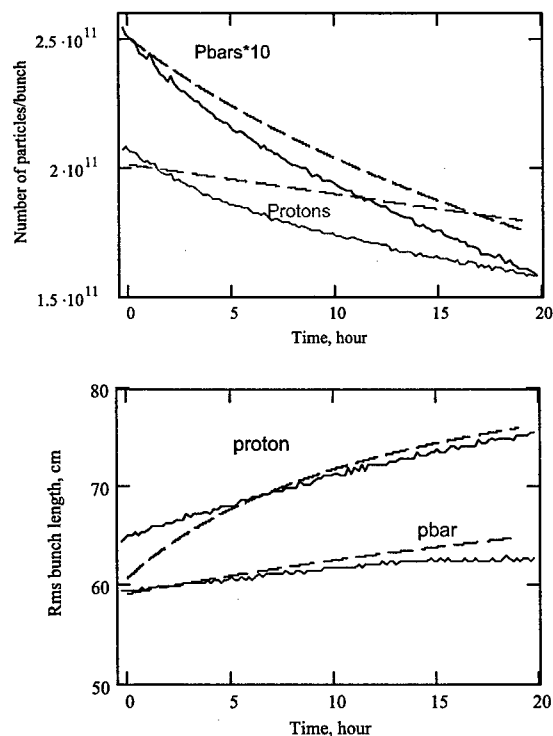 Number of particles/bunch
2.5 ·10¹¹
2 ·10¹¹
1.5 ·10¹¹
Pbars*10
Protons
0
5
10
15
20
Time, hour
Rms bunch length, cm
80
70
60
50
proton
pbar
0
5
10
15
20
Time, hour